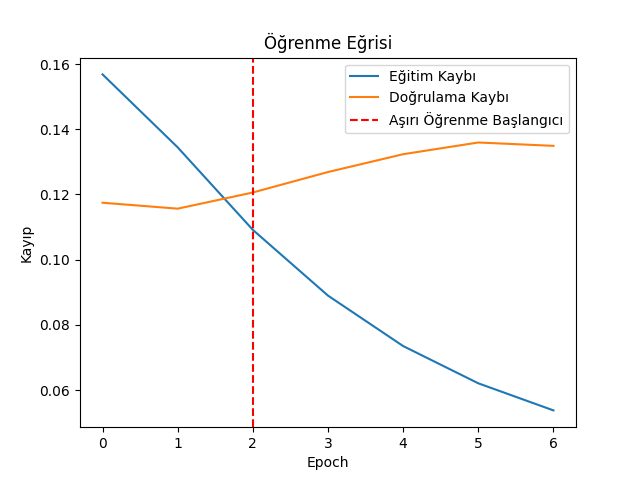 Öğrenme Eğrisi
Eğitim Kaybı
Doğrulama Kaybı
Aşırı Öğrenme Başlangıcı
Kayıp
0.16
0.14
0.12
0.10
0.08
0.06
0 1 2 3 4 5 6
Epoch